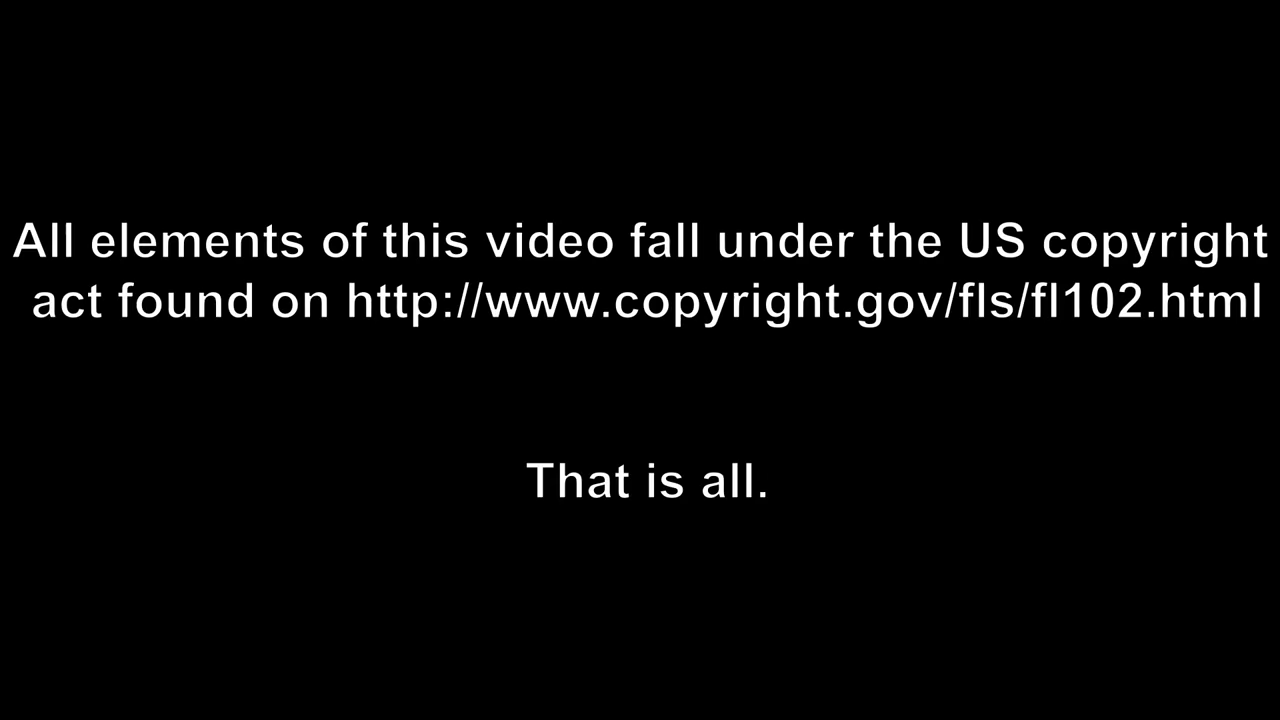 All elements of this video fall under the US copyright
act found on http://www.copyright.gov/fls/fl102.html
That is all.